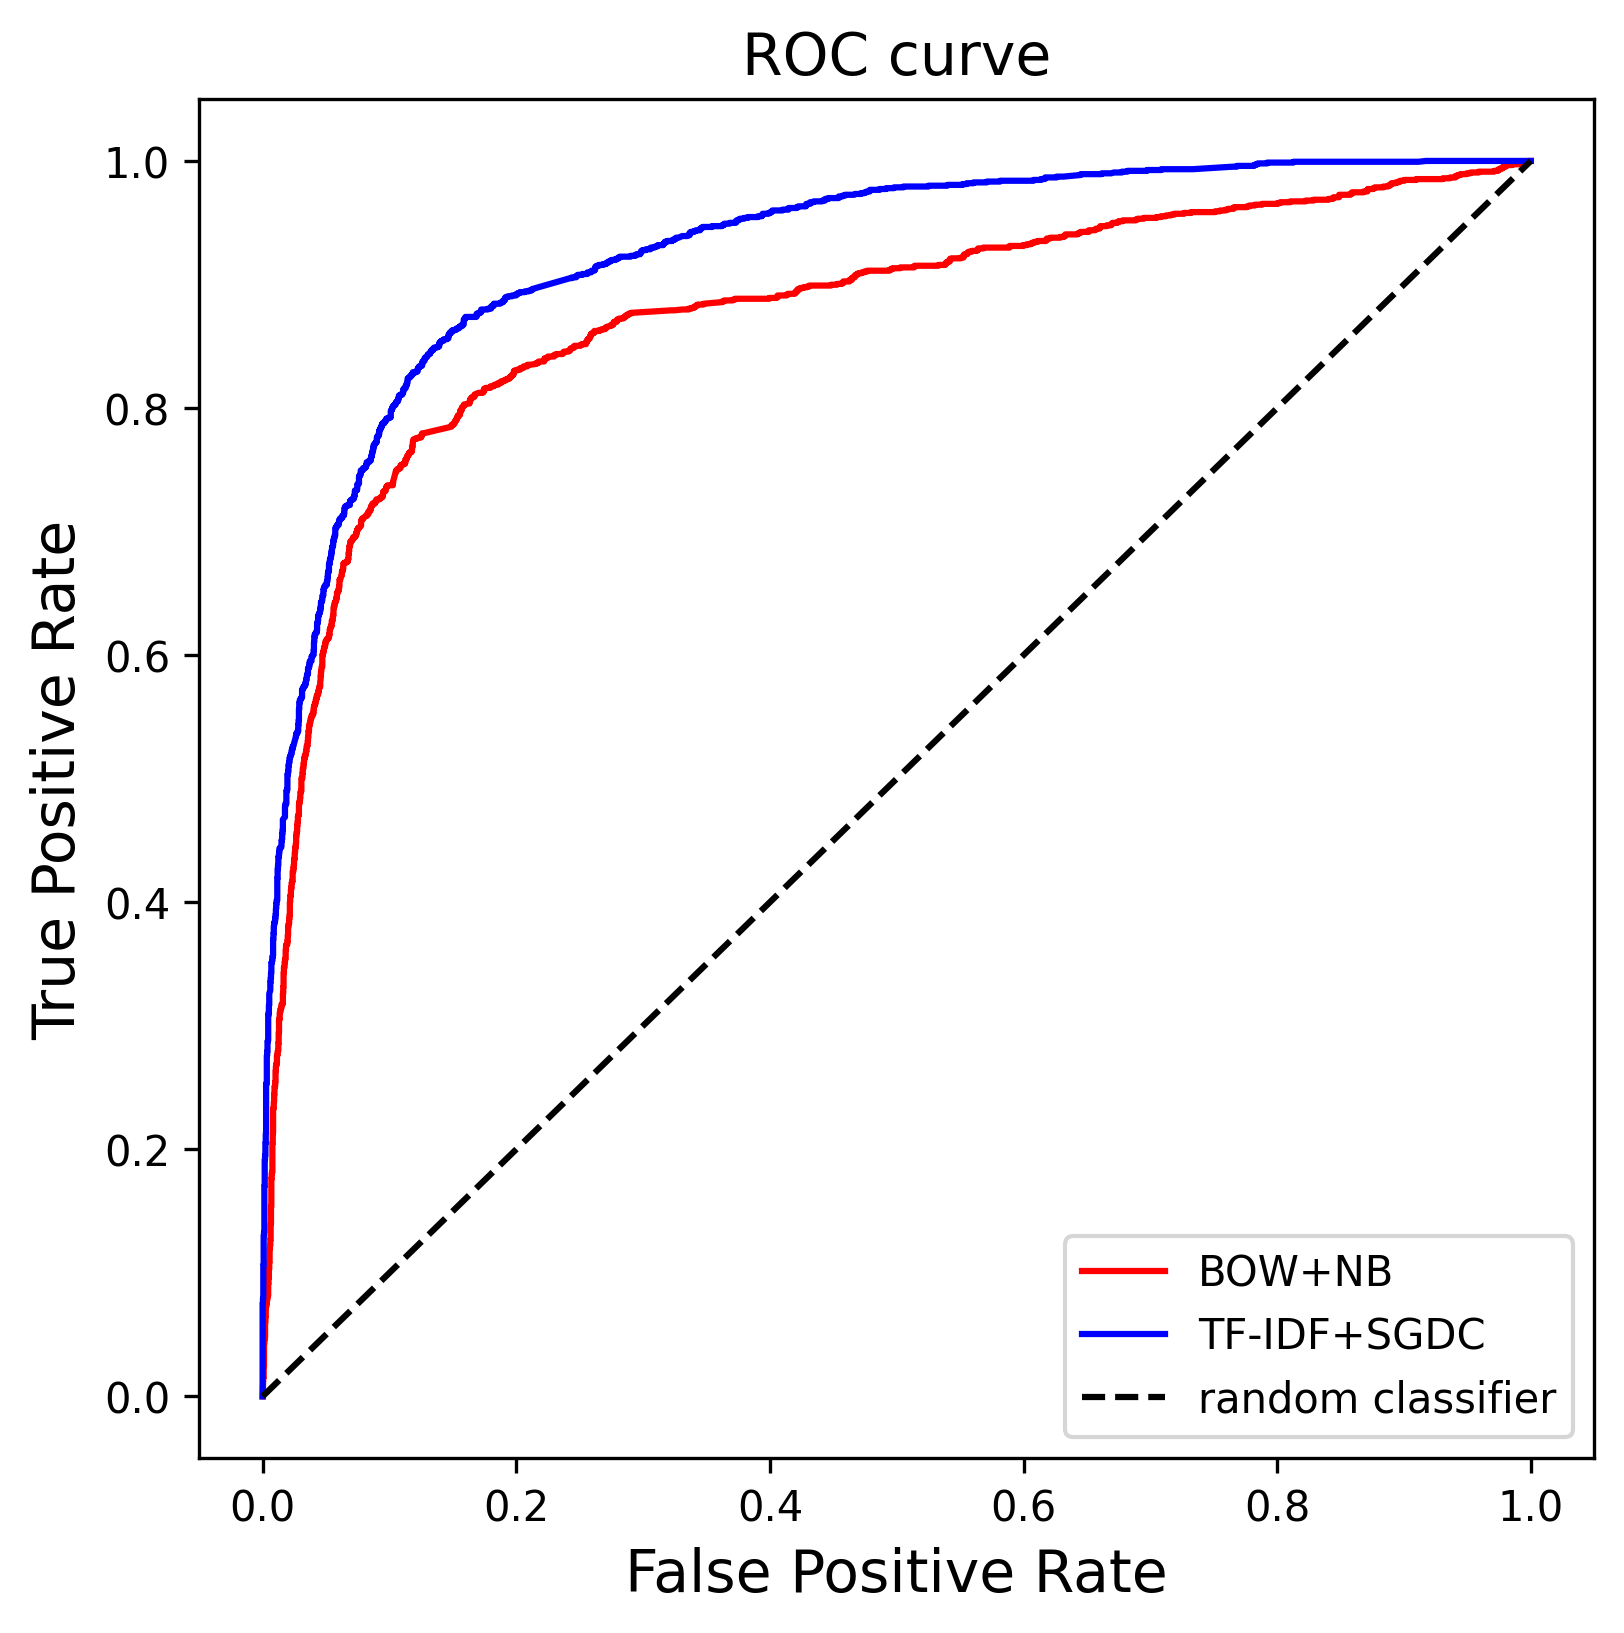 ROC curve
True Positive Rate
1.0
0.8
0.6
0.4
0.2
0.0
0.0 0.2 0.4 0.6 0.8 1.0
False Positive Rate
BOW+NB
TF-IDF+SGDC
random classifier